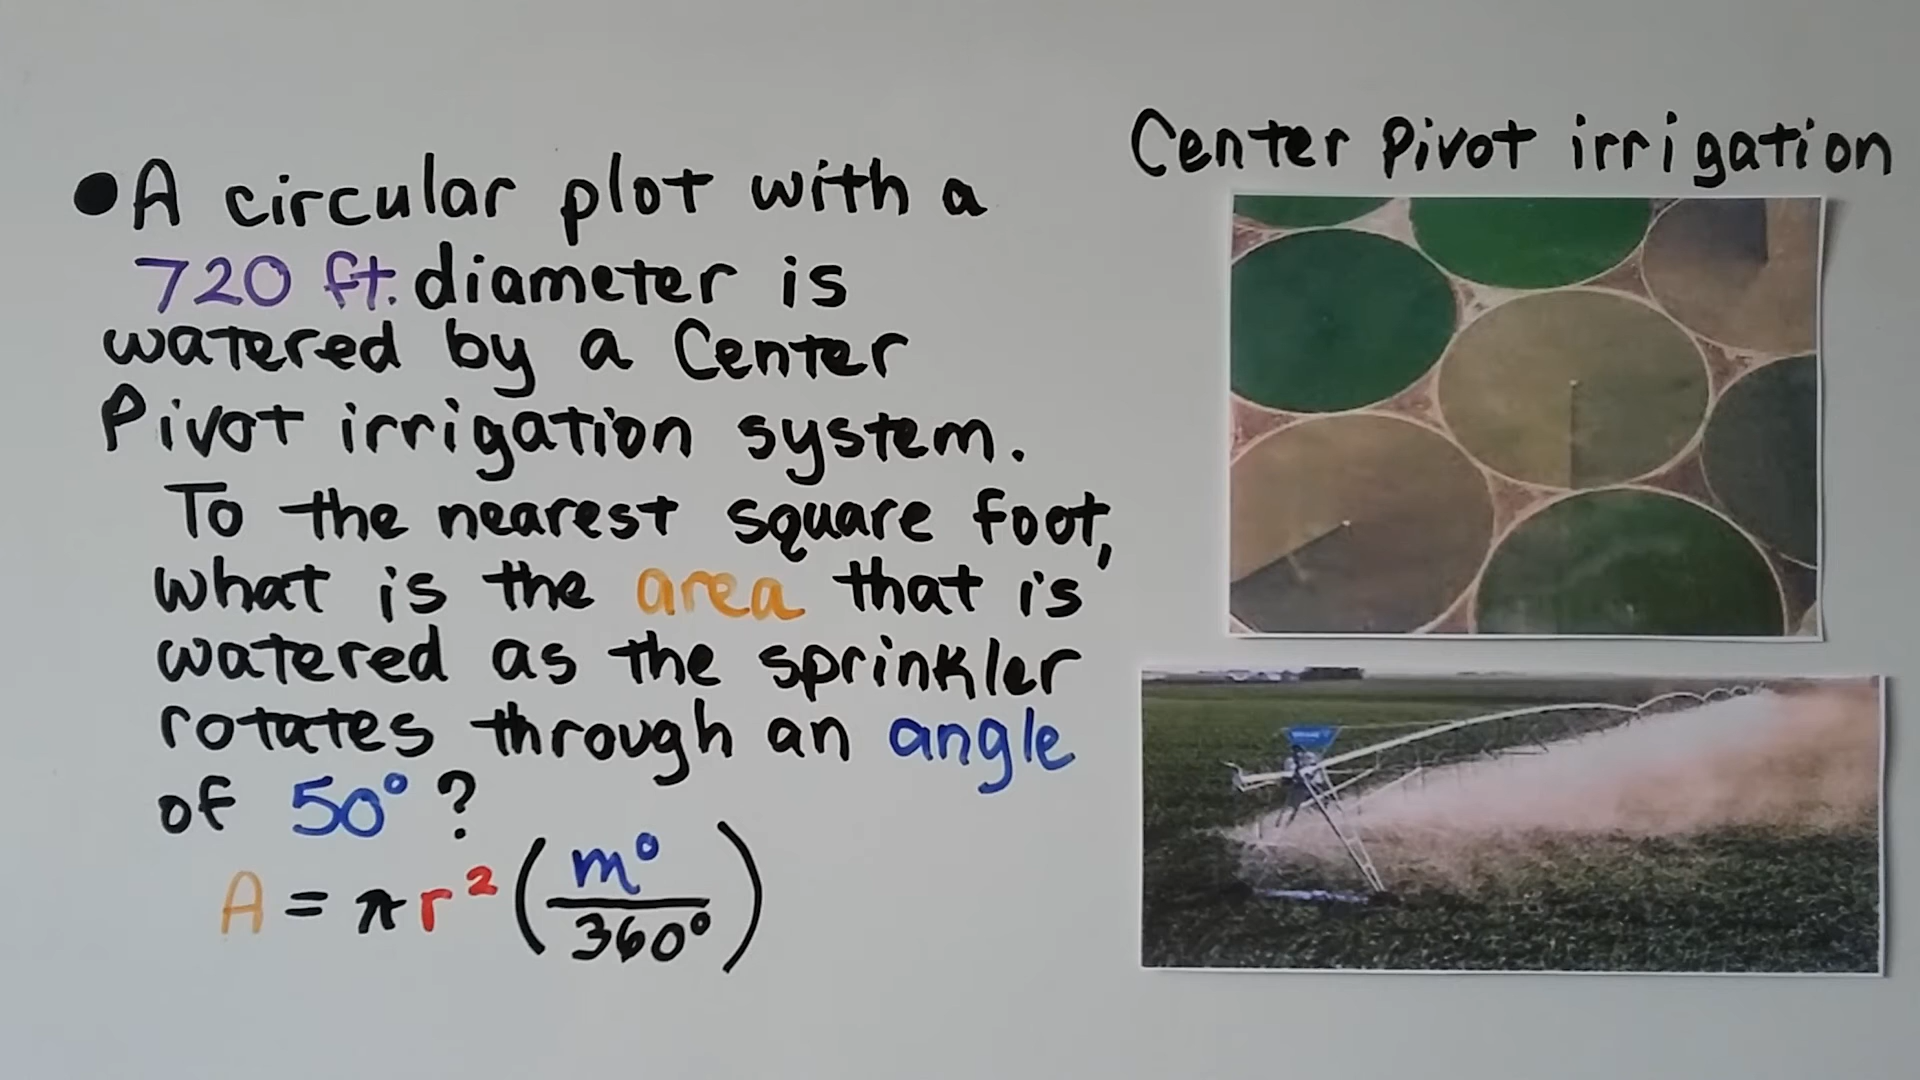 Center Pivot irrigation
• A circular plot with a
720 ft. diameter is
watered by a Center
Pivot irrigation system.
To the nearest square foot,
what is the area that is
watered as the sprinkler
rotates through an angle
of 50° ?
A = πr² (m°/360°)